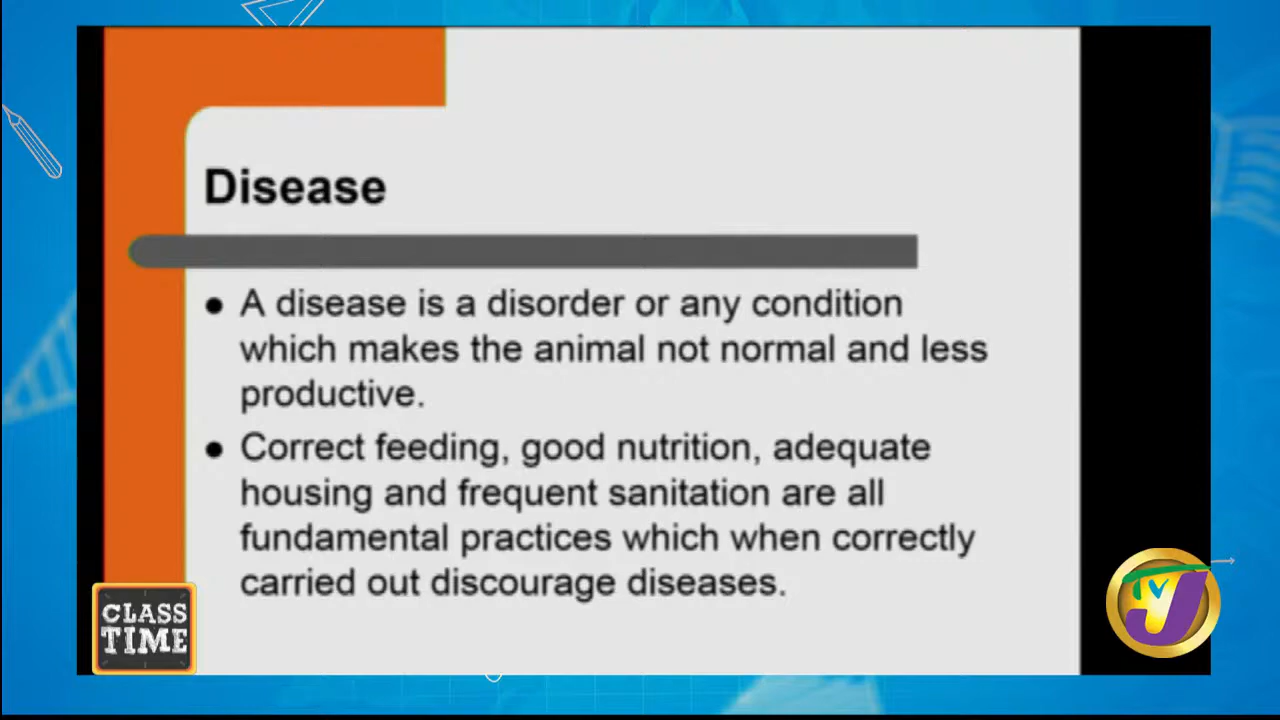 Disease
● A disease is a disorder or any condition
which makes the animal not normal and less
productive.
● Correct feeding, good nutrition, adequate
housing and frequent sanitation are all
fundamental practices which when correctly
carried out discourage diseases.
CLASS
TIME
TVJ